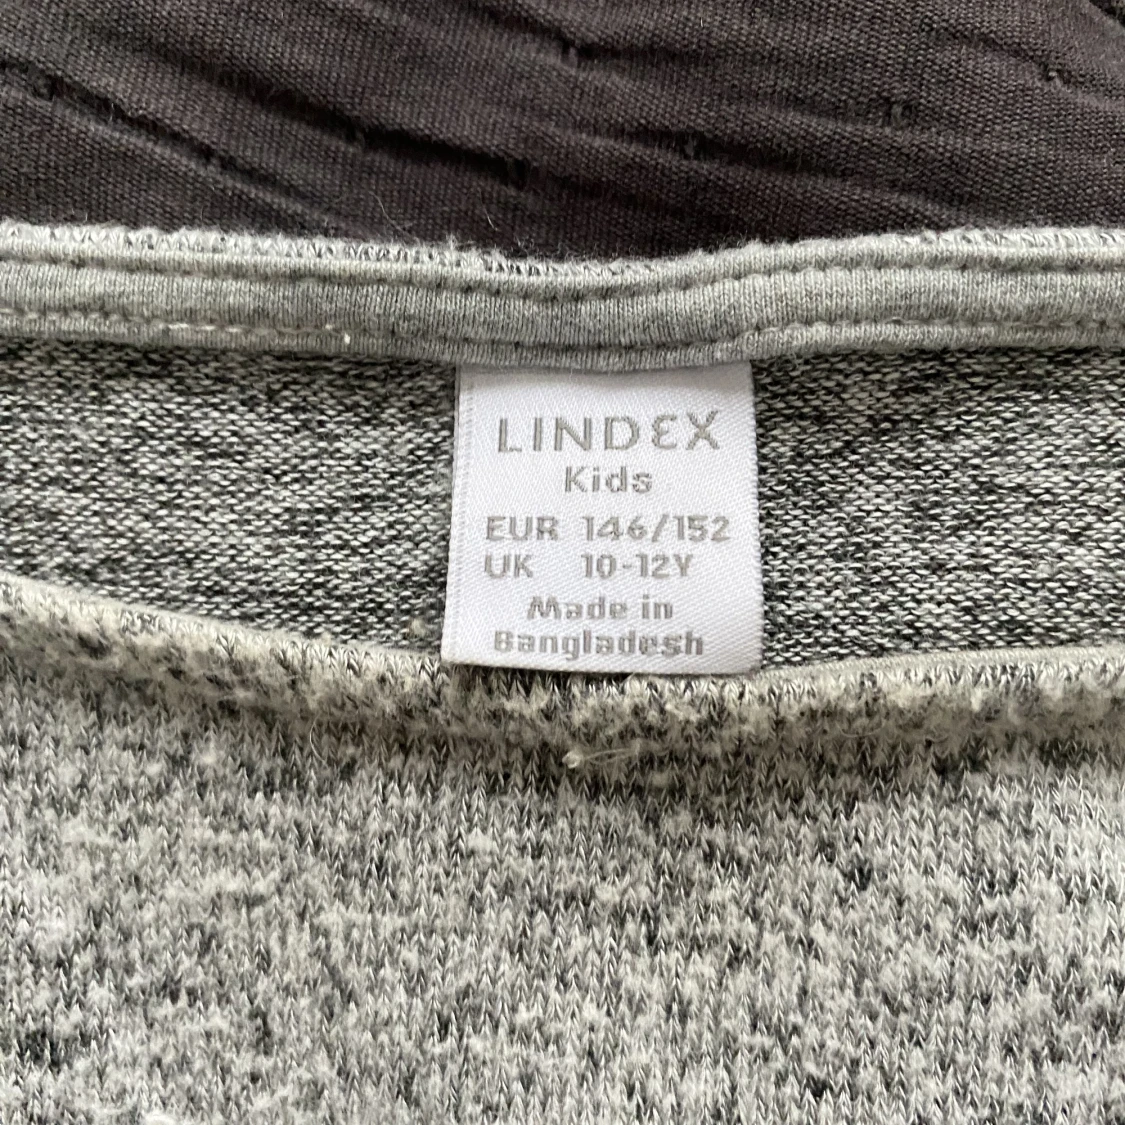 LINDEX
Kids
EUR 146/152
UK 10-12Y
Made in
Bangladesh